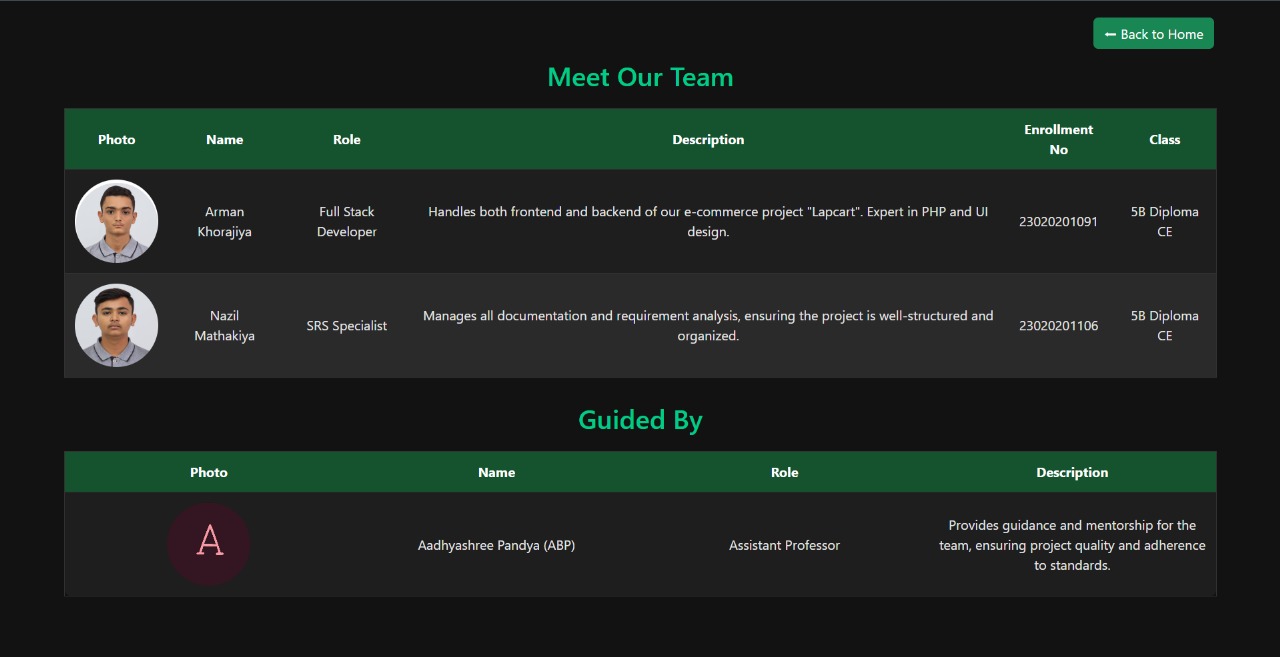 ⬅ Back to Home
Meet Our Team
Photo Name Role Description Enrollment No Class
Arman Khorajiya Full Stack Developer Handles both frontend and backend of our e-commerce project "Lapcart". Expert in PHP and UI design. 23020201091 5B Diploma CE
Nazil Mathakiya SRS Specialist Manages all documentation and requirement analysis, ensuring the project is well-structured and organized. 23020201106 5B Diploma CE
Guided By
Photo Name Role Description
A Aadhyashree Pandya (ABP) Assistant Professor Provides guidance and mentorship for the team, ensuring project quality and adherence to standards.